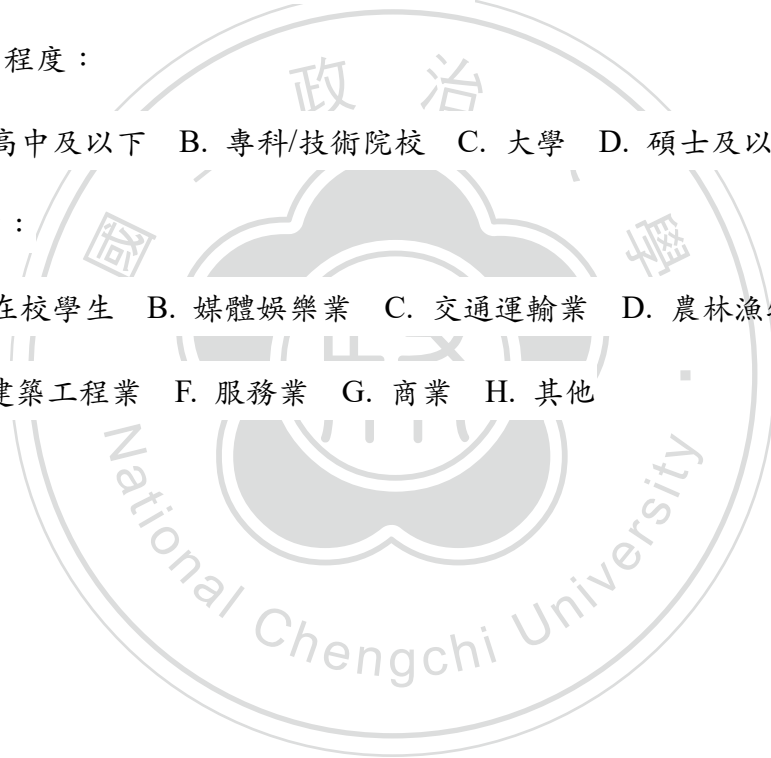 程度：
政 治
高中及以下 B. 專科/技術院校 C. 大學 D. 碩士及以
：
國 學
在校學生 B. 媒體娛樂業 C. 交通運輸業 D. 農林漁
建築工程業 F. 服務業 G. 商業 H. 其他
National Chengchi University